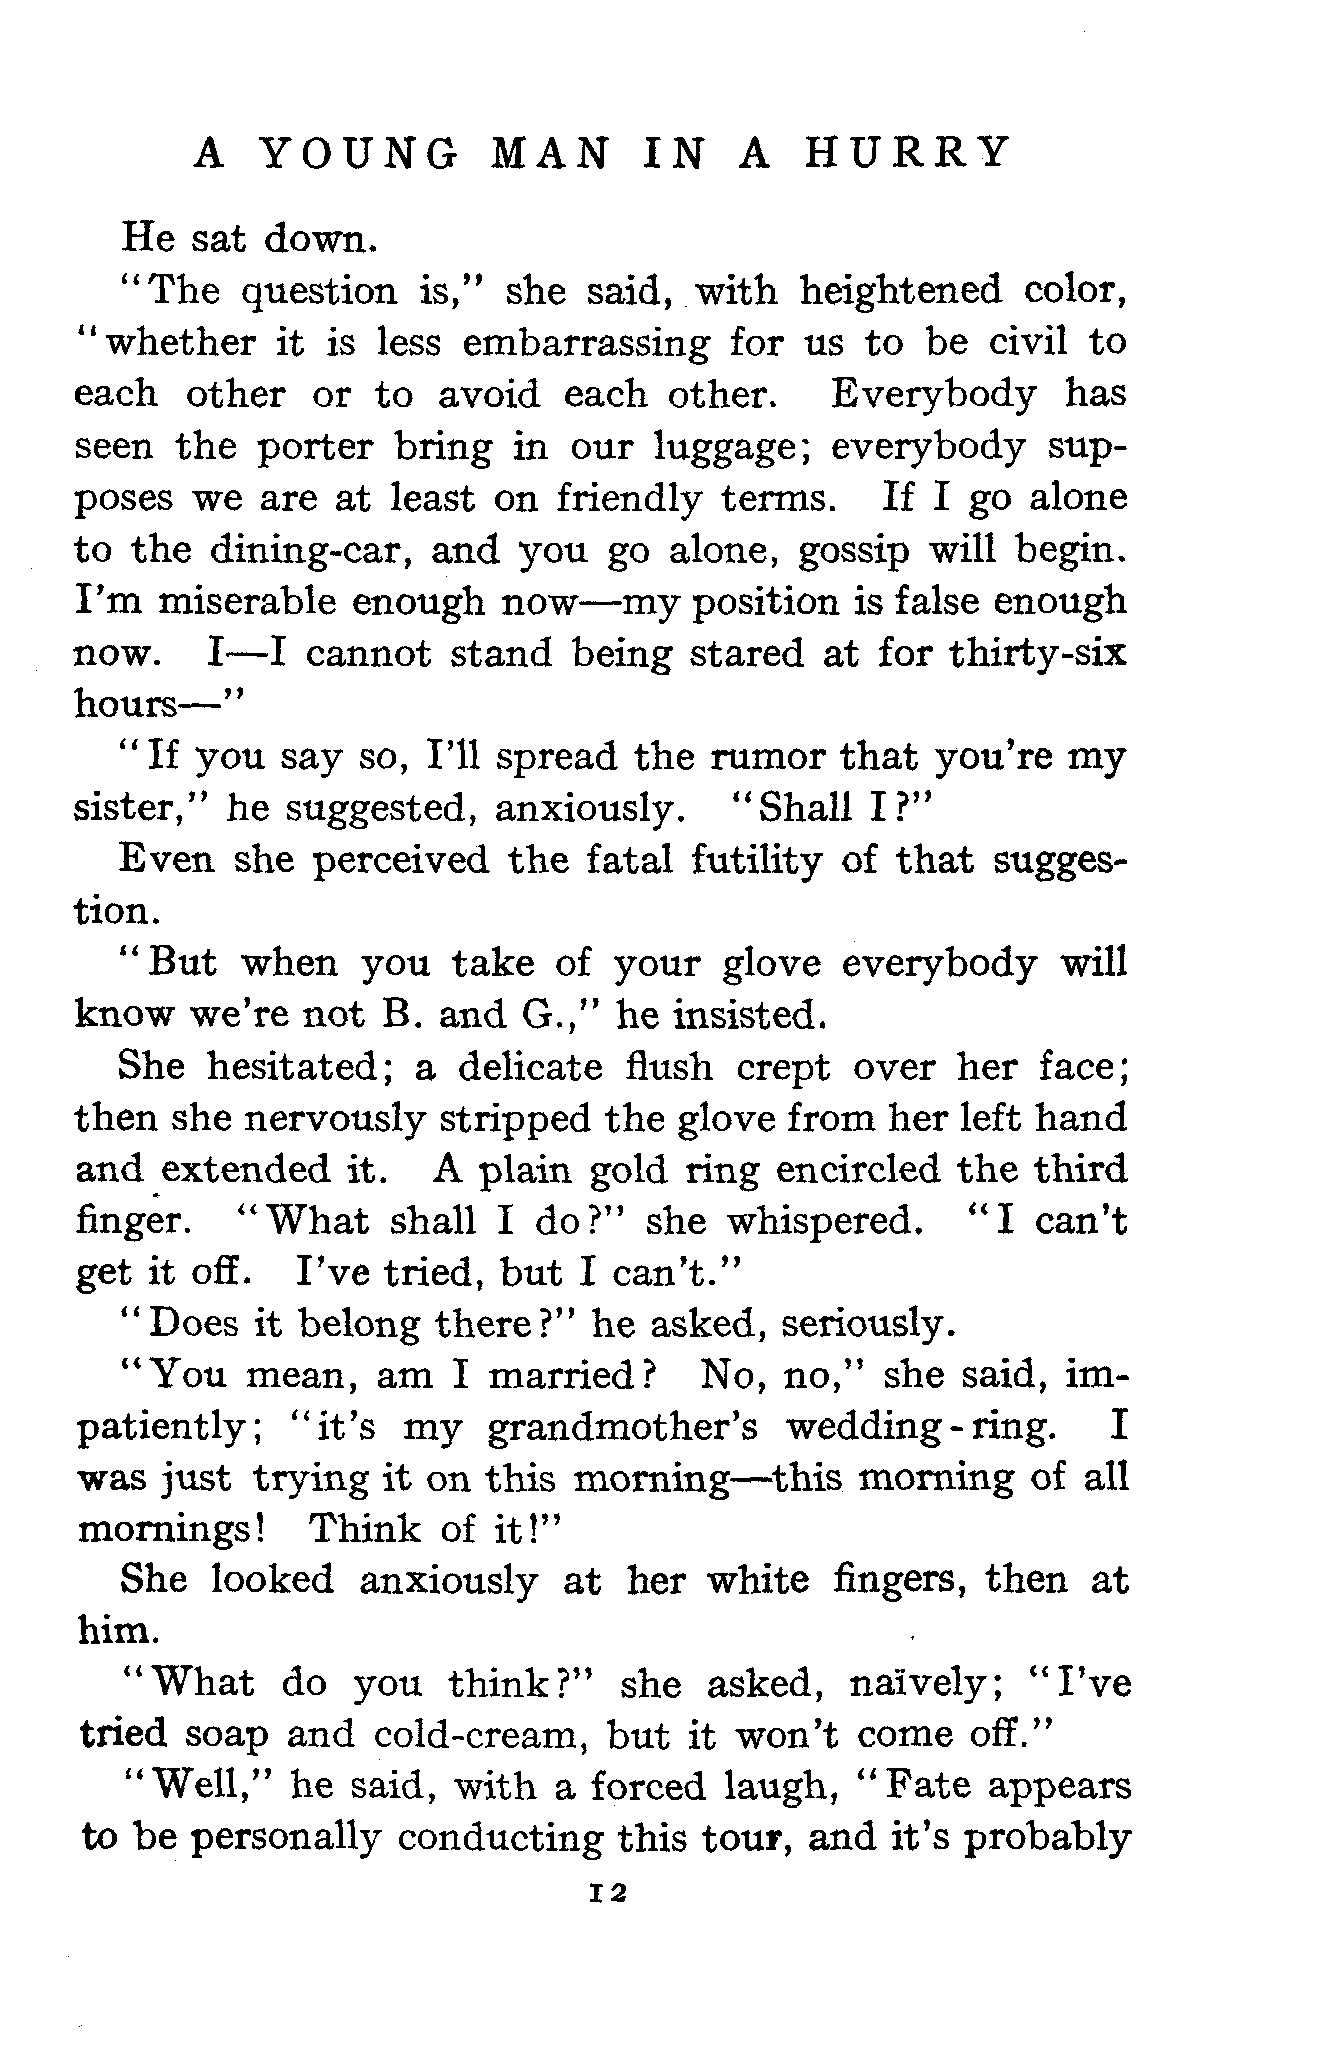 A YOUNG MAN IN A HURRY
He sat down.
"The question is," she said, with heightened color,
"whether it is less embarrassing for us to be civil to
each other or to avoid each other. Everybody has
seen the porter bring in our luggage; everybody sup-
poses we are at least on friendly terms. If I go alone
to the dining-car, and you go alone, gossip will begin.
I'm miserable enough now—my position is false enough
now. I—I cannot stand being stared at for thirty-six
hours—"
"If you say so, I'll spread the rumor that you're my
sister," he suggested, anxiously. "Shall I?"
Even she perceived the fatal futility of that sugges-
tion.
"But when you take of your glove everybody will
know we're not B. and G.," he insisted.
She hesitated; a delicate flush crept over her face;
then she nervously stripped the glove from her left hand
and extended it. A plain gold ring encircled the third
finger. "What shall I do?" she whispered. "I can't
get it off. I've tried, but I can't."
"Does it belong there?" he asked, seriously.
"You mean, am I married? No, no," she said, im-
patiently; "it's my grandmother's wedding-ring. I
was just trying it on this morning—this morning of all
mornings! Think of it!"
She looked anxiously at her white fingers, then at
him.
"What do you think?" she asked, naïvely; "I've
tried soap and cold-cream, but it won't come off."
"Well," he said, with a forced laugh, "Fate appears
to be personally conducting this tour, and it's probably
12